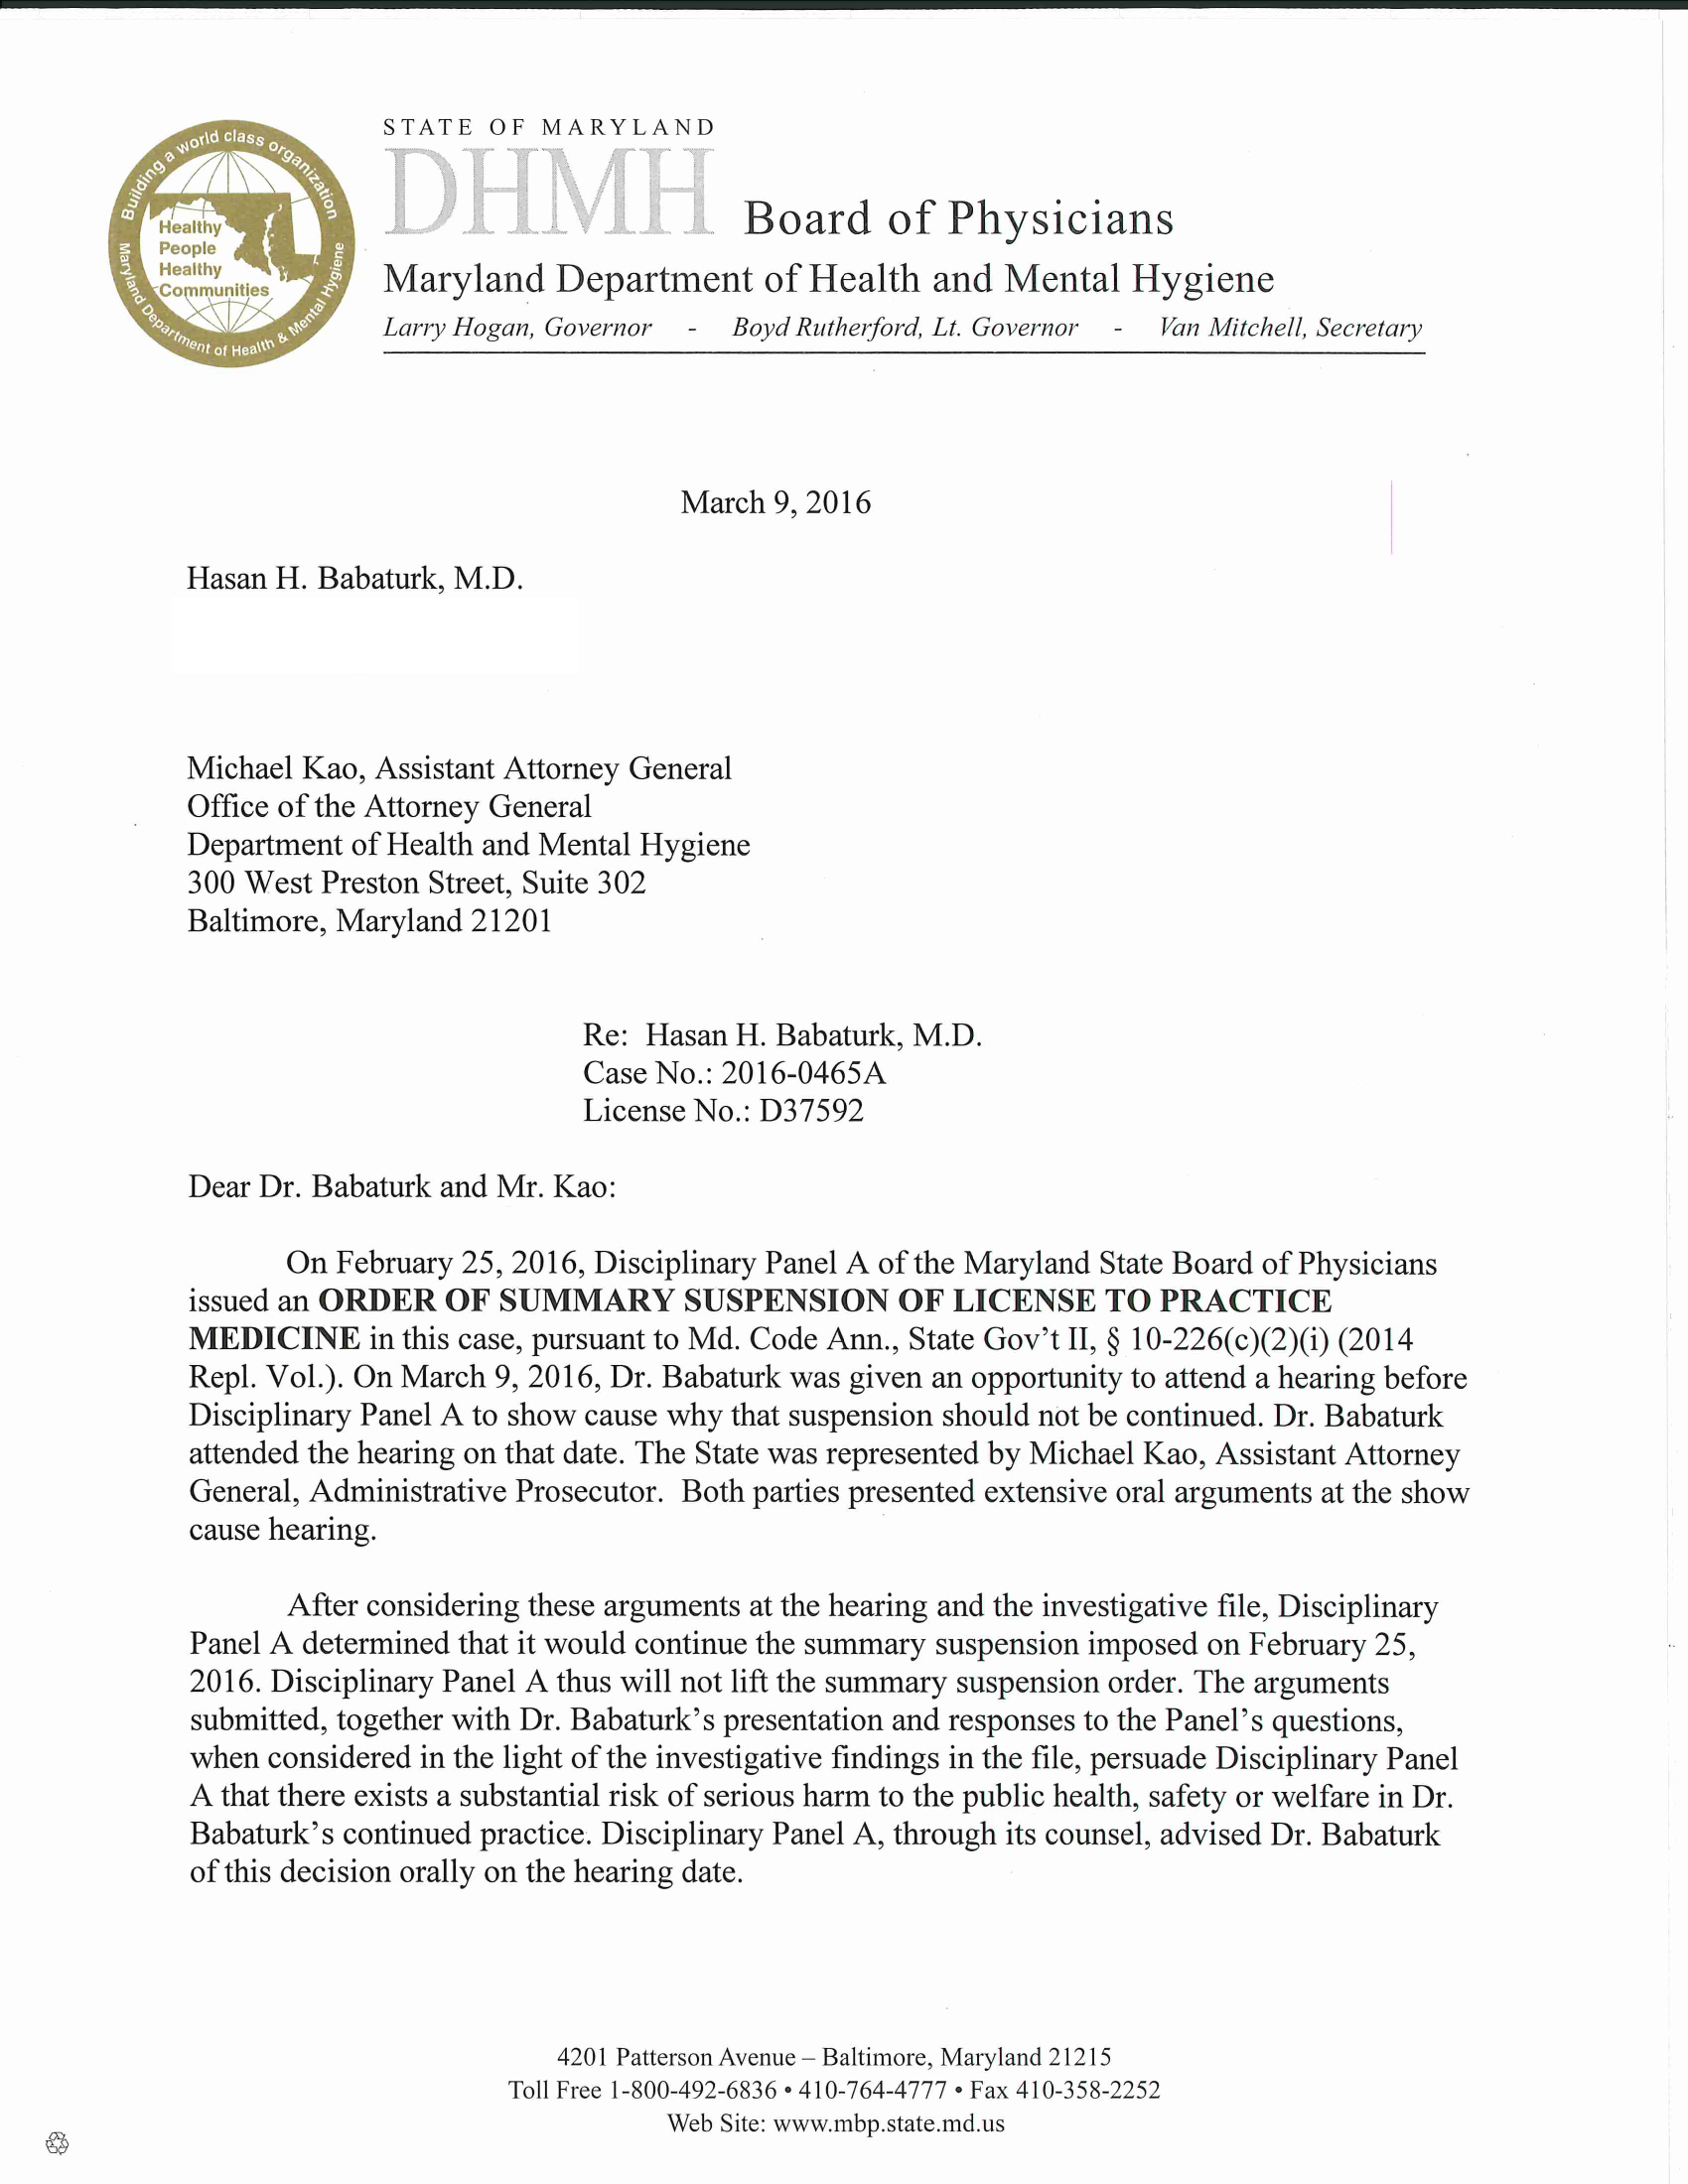 STATE OF MARYLAND
DHMH
Board of Physicians
Maryland Department of Health and Mental Hygiene
Larry Hogan, Governor - Boyd Rutherford, Lt. Governor - Van Mitchell, Secretary
Building a world class organization
Healthy
People
Healthy
Communities
Maryland Department of Health & Mental Hygiene
March 9, 2016
Hasan H. Babaturk, M.D.
Michael Kao, Assistant Attorney General
Office of the Attorney General
Department of Health and Mental Hygiene
300 West Preston Street, Suite 302
Baltimore, Maryland 21201
Re: Hasan H. Babaturk, M.D.
Case No.: 2016-0465A
License No.: D37592
Dear Dr. Babaturk and Mr. Kao:
On February 25, 2016, Disciplinary Panel A of the Maryland State Board of Physicians
issued an ORDER OF SUMMARY SUSPENSION OF LICENSE TO PRACTICE
MEDICINE in this case, pursuant to Md. Code Ann., State Gov't II, § 10-226(c)(2)(i) (2014
Repl. Vol.). On March 9, 2016, Dr. Babaturk was given an opportunity to attend a hearing before
Disciplinary Panel A to show cause why that suspension should not be continued. Dr. Babaturk
attended the hearing on that date. The State was represented by Michael Kao, Assistant Attorney
General, Administrative Prosecutor. Both parties presented extensive oral arguments at the show
cause hearing.
After considering these arguments at the hearing and the investigative file, Disciplinary
Panel A determined that it would continue the summary suspension imposed on February 25,
2016. Disciplinary Panel A thus will not lift the summary suspension order. The arguments
submitted, together with Dr. Babaturk's presentation and responses to the Panel's questions,
when considered in the light of the investigative findings in the file, persuade Disciplinary Panel
A that there exists a substantial risk of serious harm to the public health, safety or welfare in Dr.
Babaturk's continued practice. Disciplinary Panel A, through its counsel, advised Dr. Babaturk
of this decision orally on the hearing date.
4201 Patterson Avenue – Baltimore, Maryland 21215
Toll Free 1-800-492-6836 • 410-764-4777 • Fax 410-358-2252
Web Site: www.mbp.state.md.us